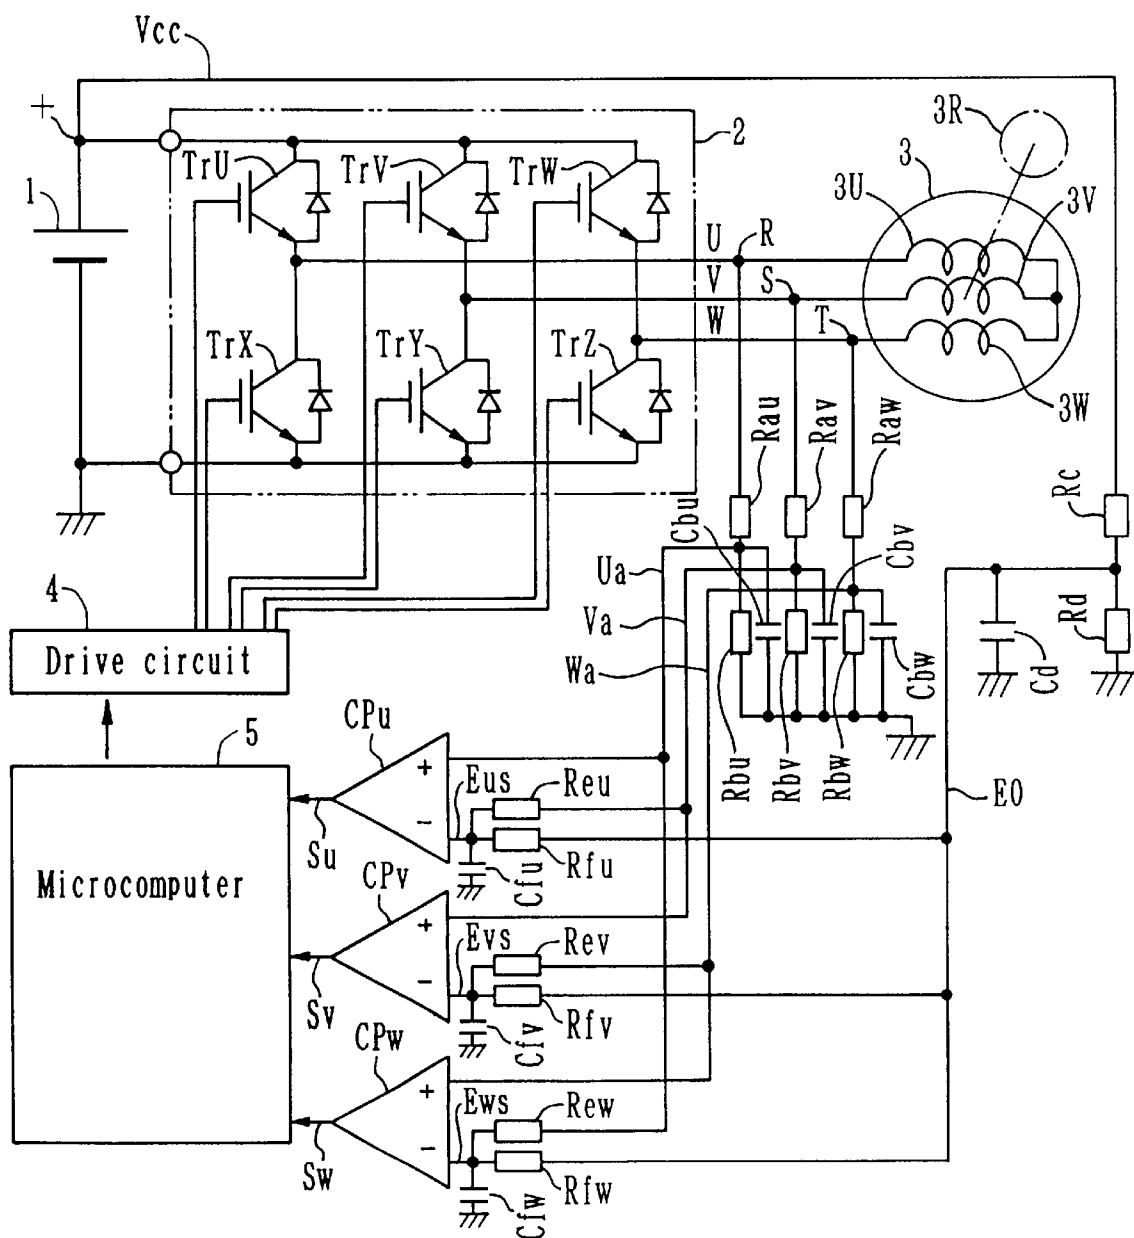 Vcc
+
3R
2
TrU
TrV
TrW
3
3U
3V
1
U
R
V
S
W
T
TrX
TrY
TrZ
3W
Rau
Rav
Raw
Rc
Cbu
Cbv
Ua
4
Va
Rd
Drive circuit
Wa
Cd
Cbw
5
CPu
+
Eus
Reu
Rbu
Rbv
Rbw
E0
-
Su
Cfu
Rfu
Microcomputer
CPv
+
Evs
Rev
-
Sv
Cfv
Rfv
CPw
+
Ews
Rew
-
Sw
Cfw
Rfw